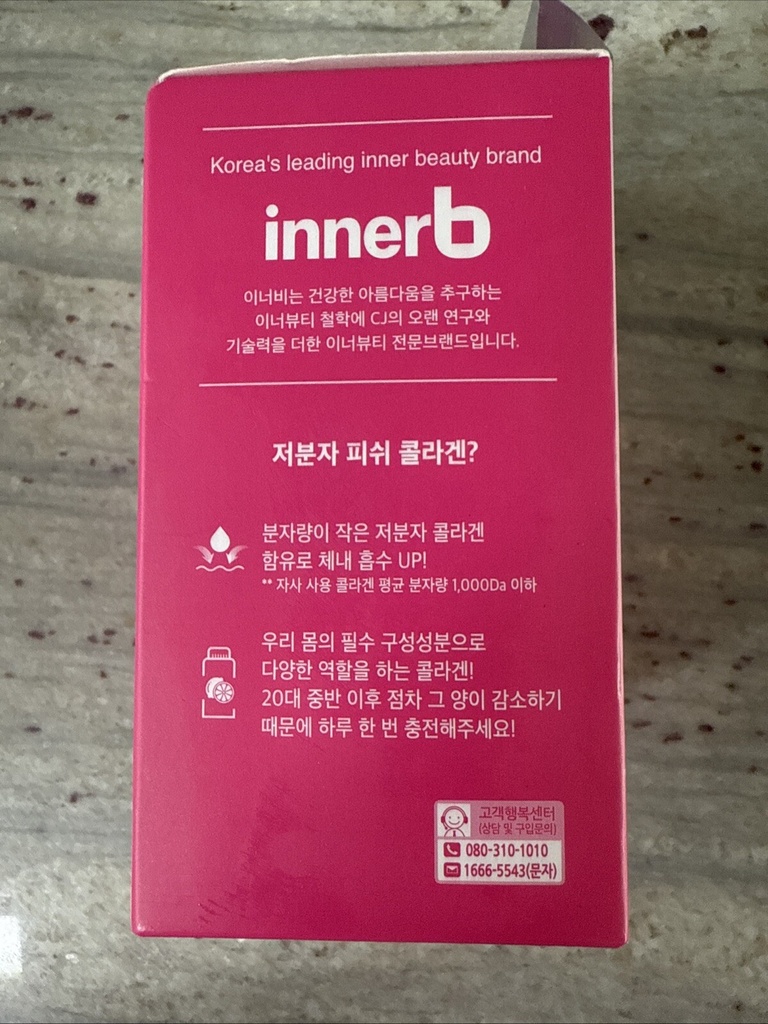 Korea's leading inner beauty brand
innerb
이너비는 건강한 아름다움을 추구하는
이너뷰티 철학에 CJ의 오랜 연구와
기술력을 더한 이너뷰티 전문브랜드입니다.
저분자 피쉬 콜라겐?
분자량이 작은 저분자 콜라겐
함유로 체내 흡수 UP!
** 자사 사용 콜라겐 평균 분자량 1,000Da 이하
우리 몸의 필수 구성성분으로
다양한 역할을 하는 콜라겐!
20대 중반 이후 점차 그 양이 감소하기
때문에 하루 한 번 충전해주세요!
고객행복센터
(상담 및 구입문의)
080-310-1010
1666-5543(문자)